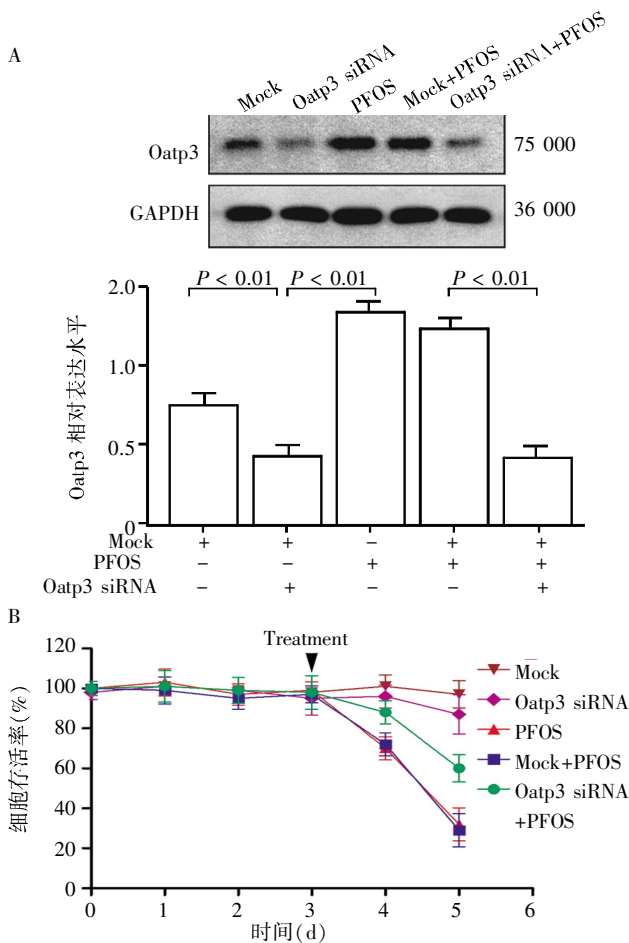 A
Mock
Oatp3 siRNA
PFOS
Mock+PFOS
Oatp3 siRNA+PFOS
Oatp3
75 000
GAPDH
36 000
P < 0.01
P < 0.01
P < 0.01
Oatp3 相对表达水平
2.0
1.0
0.5
0
Mock + + − + +
PFOS − − + + +
Oatp3 siRNA − + − − +
B
Treatment
细胞存活率(%)
120
100
80
60
40
20
0
0 1 2 3 4 5 6
时间(d)
Mock
Oatp3 siRNA
PFOS
Mock+PFOS
Oatp3 siRNA
+PFOS